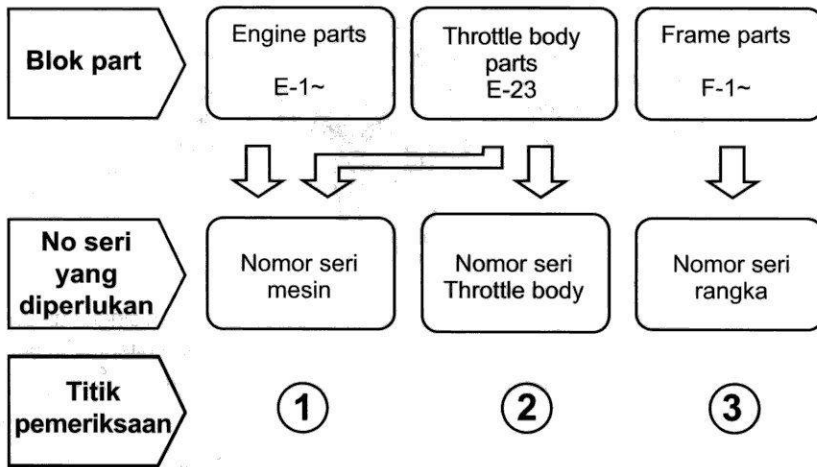 Blok part
Engine parts
E-1~
Throttle body
parts
E-23
Frame parts
F-1~
No seri
yang
diperlukan
Nomor seri
mesin
Nomor seri
Throttle body
Nomor seri
rangka
Titik
pemeriksaan
1
2
3